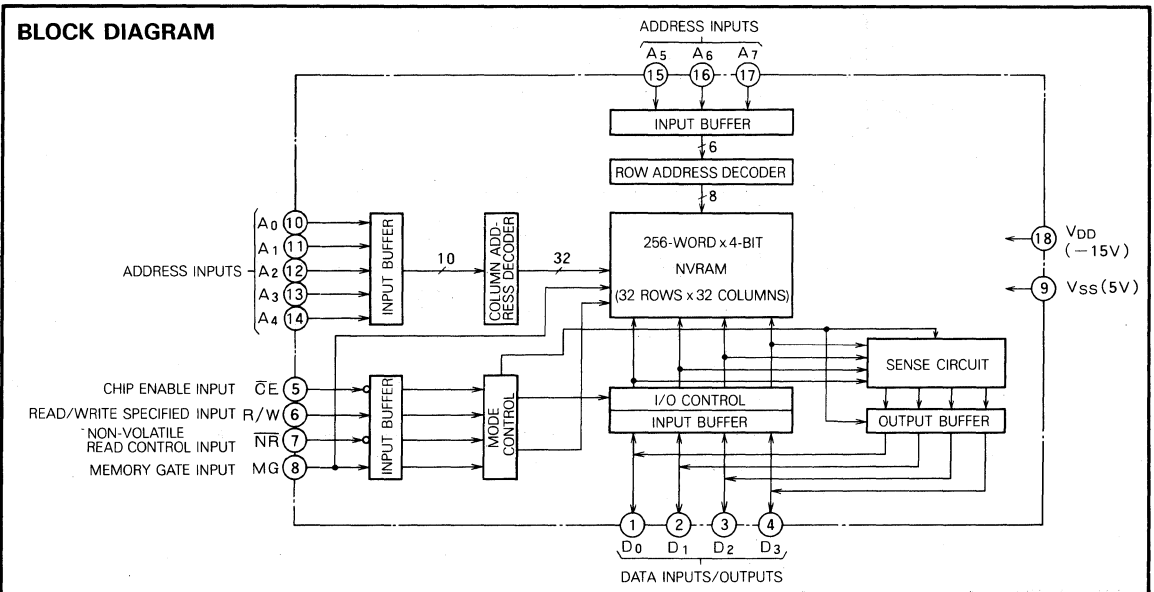 BLOCK DIAGRAM
ADDRESS INPUTS
A5 A6 A7
15 16 17
INPUT BUFFER
6
ROW ADDRESS DECODER
8
256-WORD x 4-BIT
NVRAM
(32 ROWS x 32 COLUMNS)
ADDRESS INPUTS
A0 10
A1 11
A2 12
A3 13
A4 14
INPUT BUFFER
10
COLUMN ADD-
RESS DECODER
32
18 VDD
(−15V)
9 VSS (5V)
CHIP ENABLE INPUT C̅E̅ 5
READ/WRITE SPECIFIED INPUT R/W 6
NON-VOLATILE
READ CONTROL INPUT N̅R̅ 7
MEMORY GATE INPUT MG 8
INPUT BUFFER
MODE
CONTROL
I/O CONTROL
INPUT BUFFER
SENSE CIRCUIT
OUTPUT BUFFER
1 2 3 4
D0 D1 D2 D3
DATA INPUTS/OUTPUTS